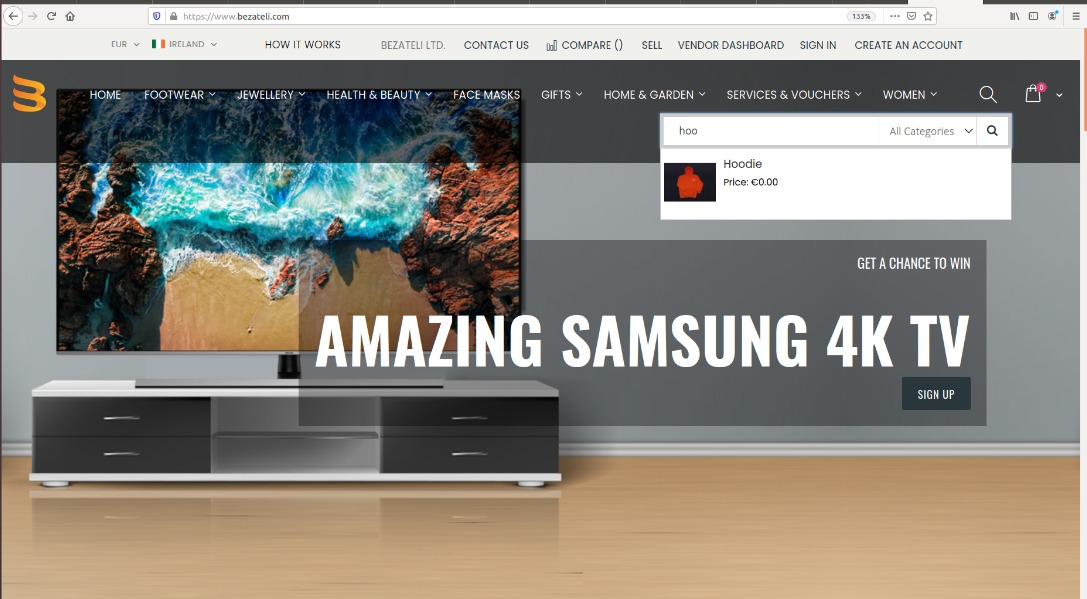 https://www.bezateli.com
133%
EUR
IRELAND
HOW IT WORKS
BEZATELI LTD.
CONTACT US
COMPARE ()
SELL
VENDOR DASHBOARD
SIGN IN
CREATE AN ACCOUNT
HOME
FOOTWEAR
JEWELLERY
HEALTH & BEAUTY
FACE MASKS
GIFTS
HOME & GARDEN
SERVICES & VOUCHERS
WOMEN
0
hoo
All Categories
Hoodie
Price: €0.00
GET A CHANCE TO WIN
AMAZING SAMSUNG 4K TV
SIGN UP